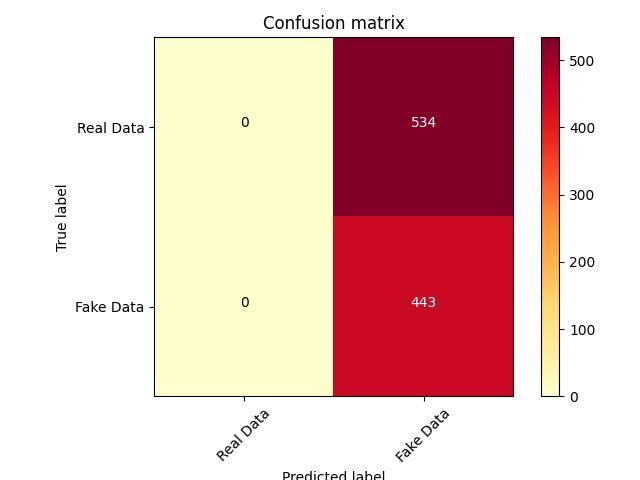 Confusion matrix
Real Data
0
534
Fake Data
0
443
True label
Real Data
Fake Data
Predicted label
500
400
300
200
100
0